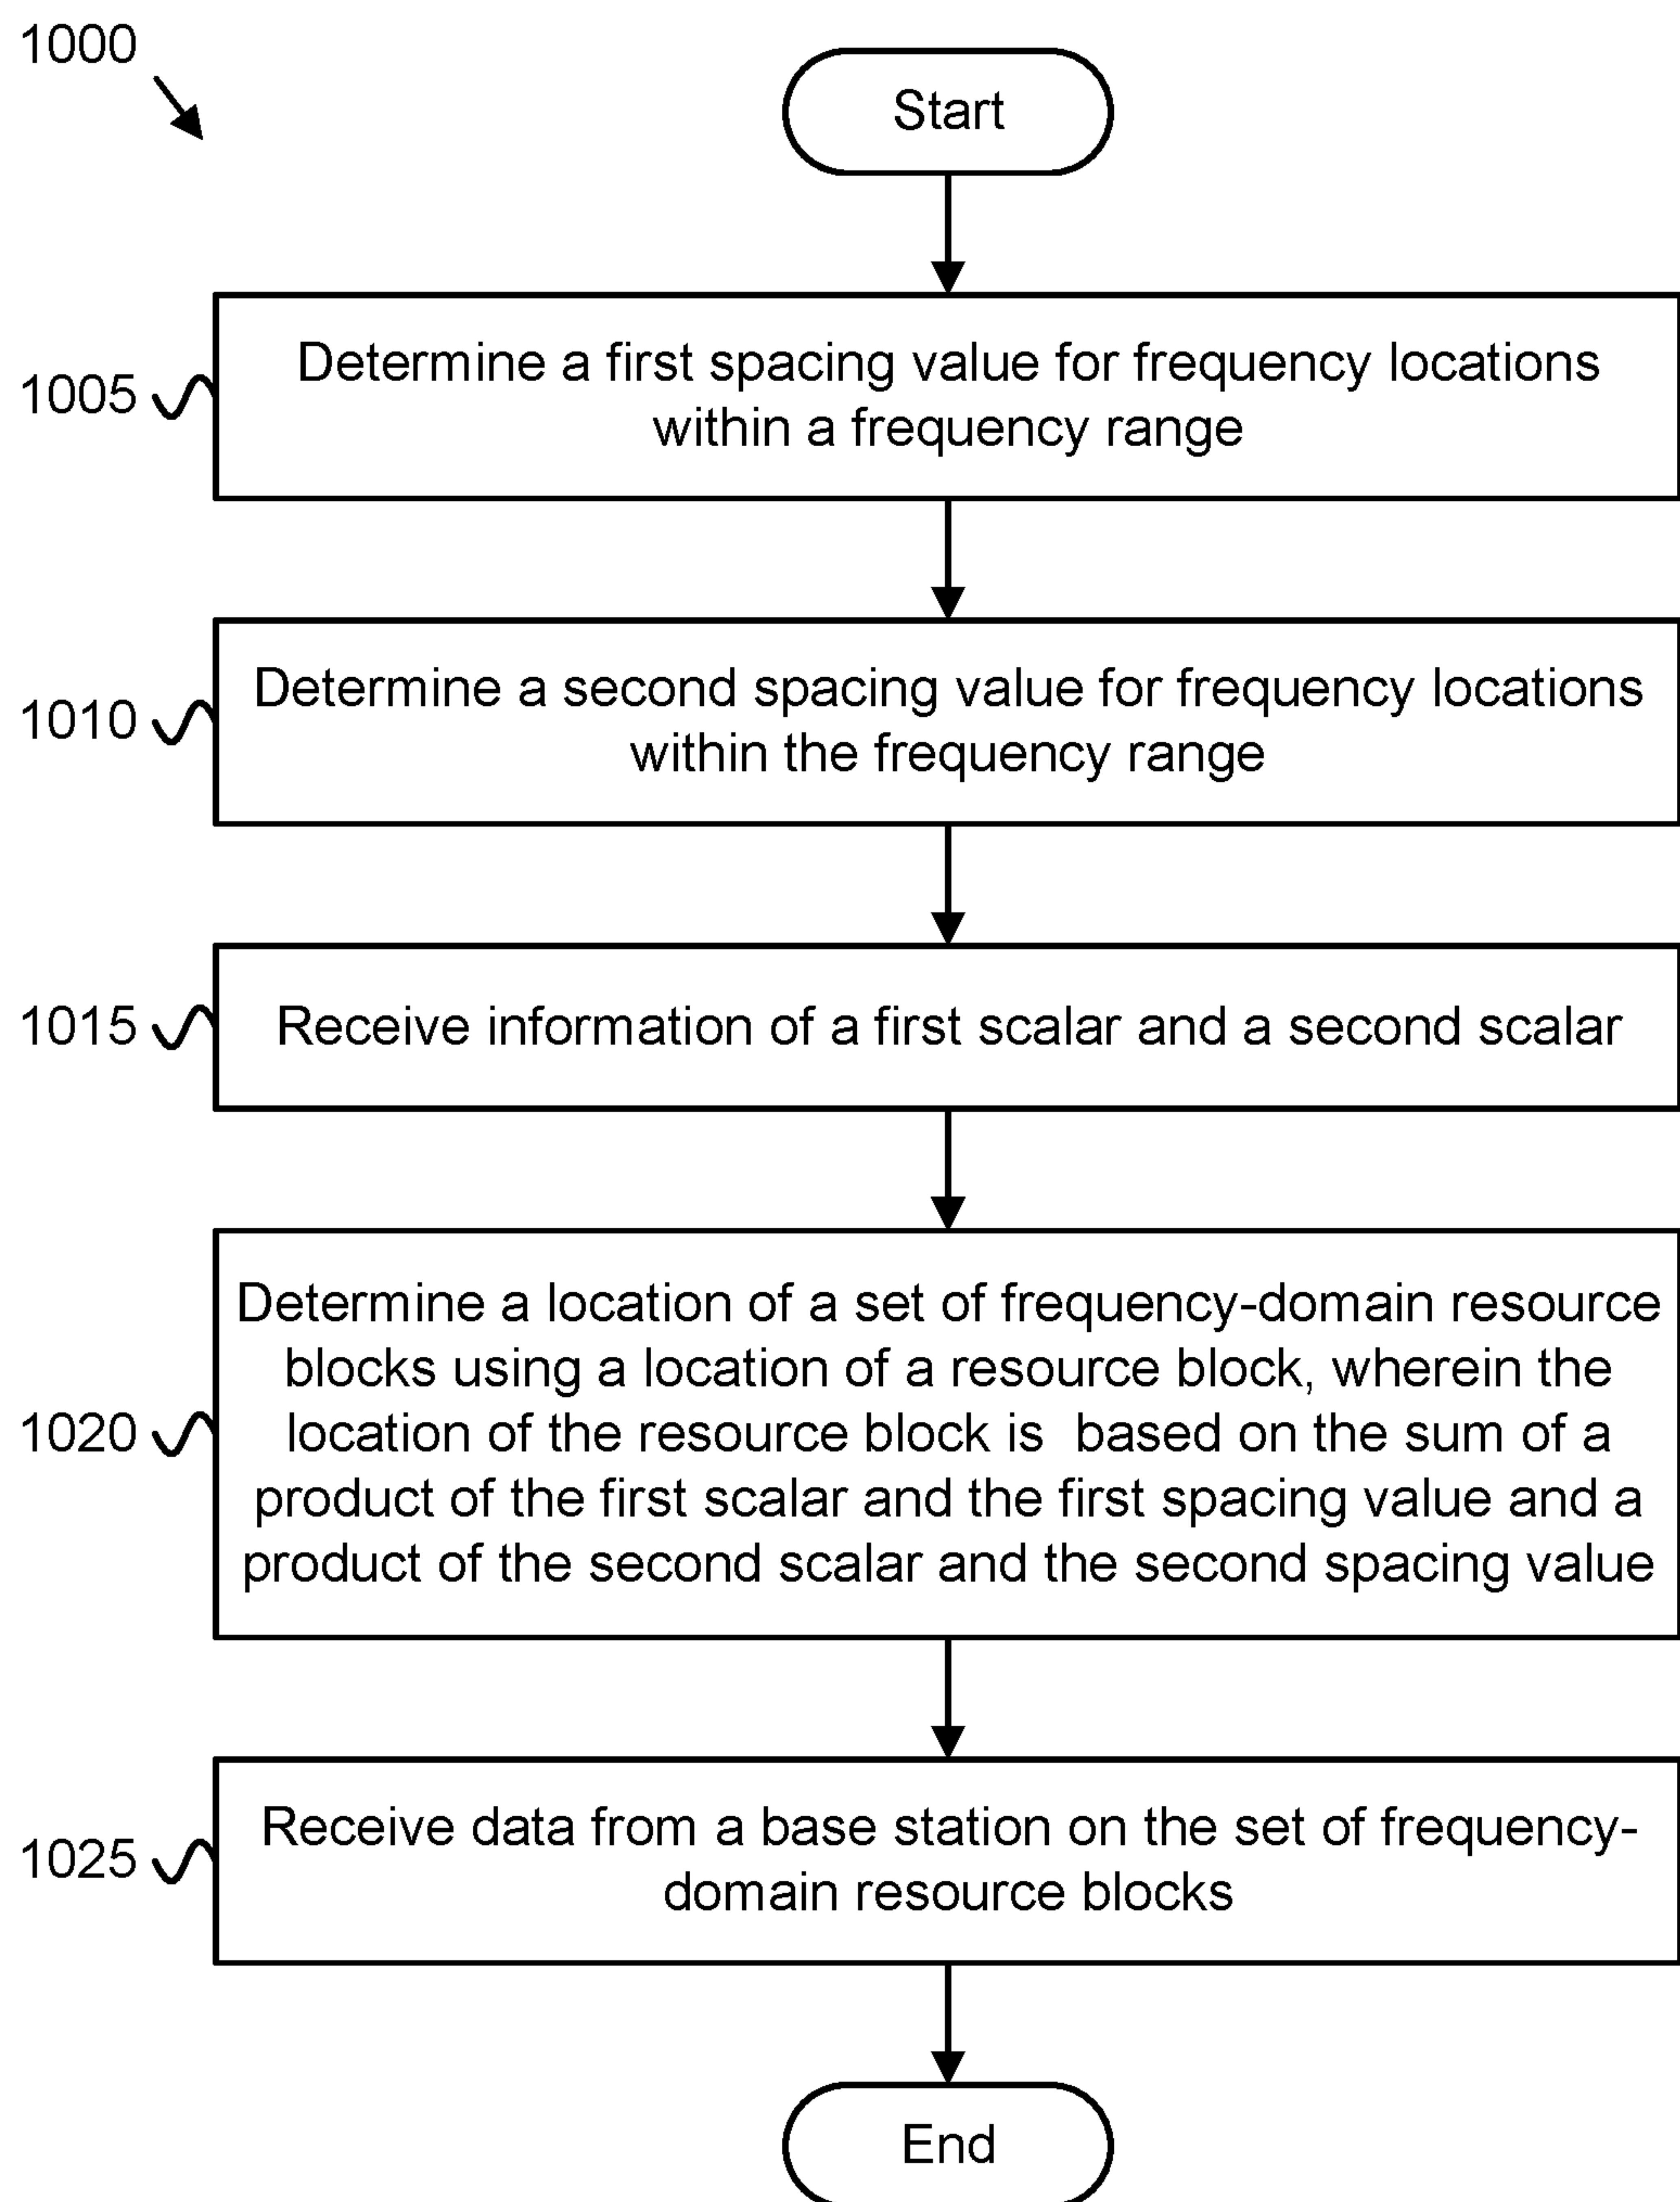 1000
Start
1005
Determine a first spacing value for frequency locations
within a frequency range
1010
Determine a second spacing value for frequency locations
within the frequency range
1015
Receive information of a first scalar and a second scalar
1020
Determine a location of a set of frequency-domain resource
blocks using a location of a resource block, wherein the
location of the resource block is based on the sum of a
product of the first scalar and the first spacing value and a
product of the second scalar and the second spacing value
1025
Receive data from a base station on the set of frequency-
domain resource blocks
End